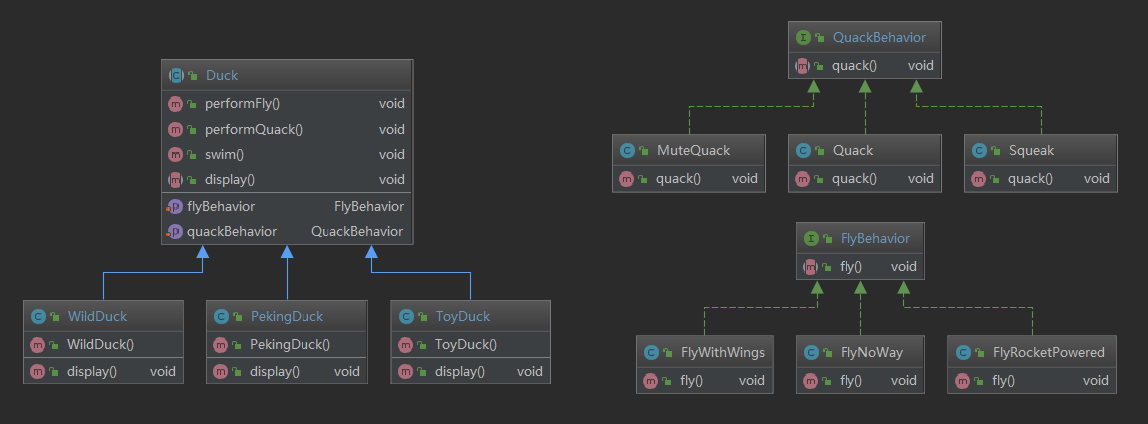 Duck
performFly() void
performQuack() void
swim() void
display() void
flyBehavior FlyBehavior
quackBehavior QuackBehavior
WildDuck
WildDuck()
display() void
PekingDuck
PekingDuck()
display() void
ToyDuck
ToyDuck()
display() void
QuackBehavior
quack() void
MuteQuack
quack() void
Quack
quack() void
Squeak
quack() void
FlyBehavior
fly() void
FlyWithWings
fly() void
FlyNoWay
fly() void
FlyRocketPowered
fly() void